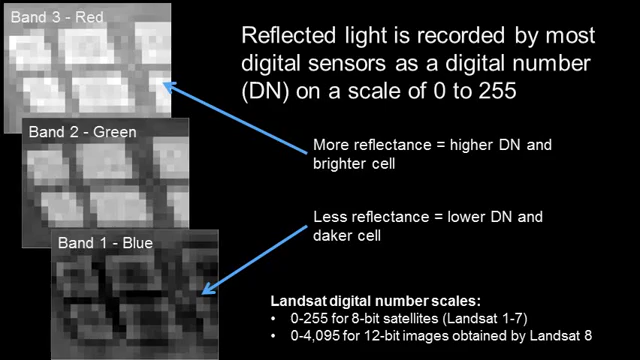 Band 3 - Red
Reflected light is recorded by most
digital sensors as a digital number
(DN) on a scale of 0 to 255
Band 2 - Green
More reflectance = higher DN and
brighter cell
Less reflectance = lower DN and
daker cell
Band 1 - Blue
Landsat digital number scales:
• 0-255 for 8-bit satellites (Landsat 1-7)
• 0-4,095 for 12-bit images obtained by Landsat 8